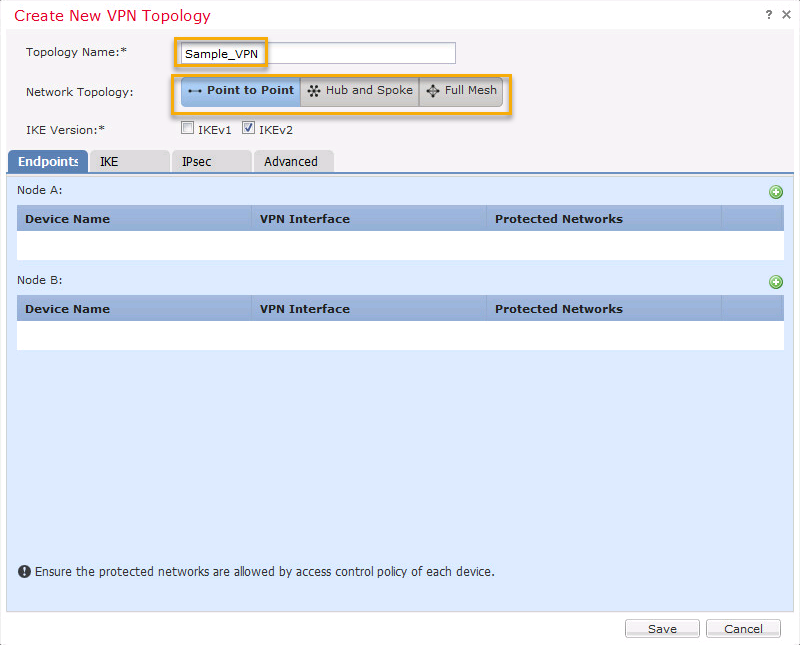 Create New VPN Topology ?
Topology Name:* Sample_VPN
Network Topology: Point to Point Hub and Spoke Full Mesh
IKE Version:* IKEv1 IKEv2
Endpoints IKE IPsec Advanced
Node A:
Device Name VPN Interface Protected Networks
Node B:
Device Name VPN Interface Protected Networks
Ensure the protected networks are allowed by access control policy of each device.
Save Cancel